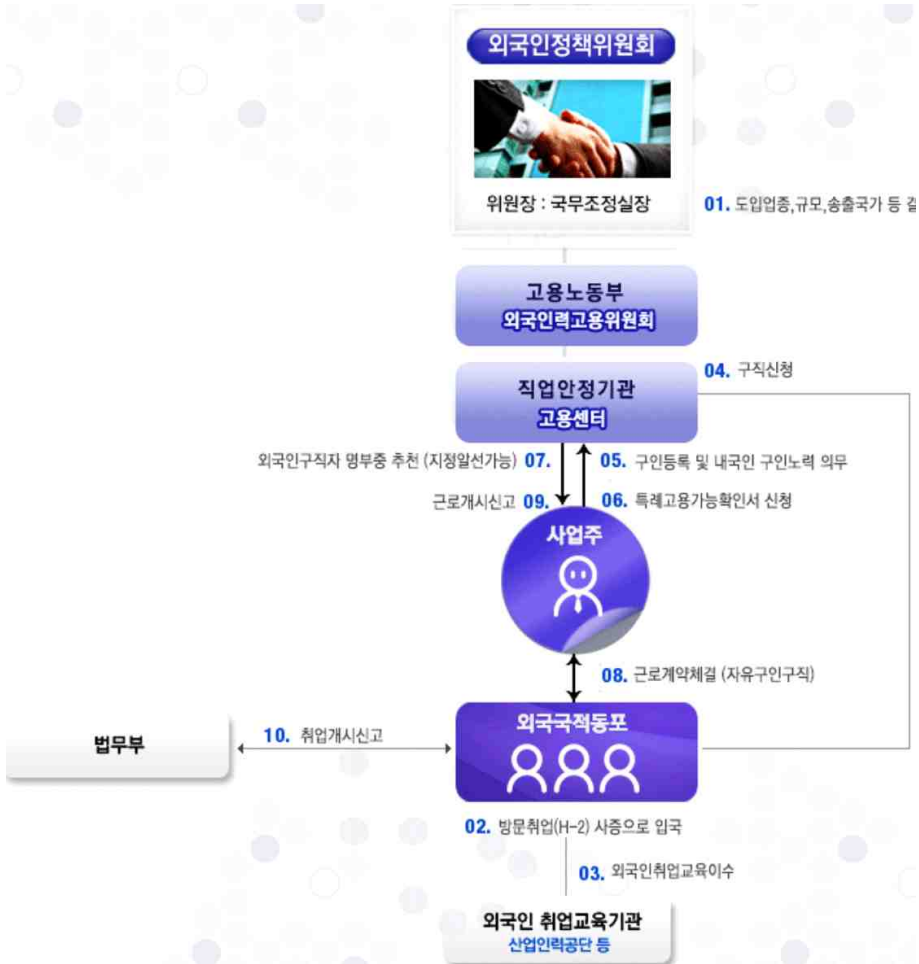 외국인정책위원회
위원장 : 국무조정실장
01. 도입업종,규모,송출국가 등
고용노동부
외국인력고용위원회
직업안정기관
고용센터
04. 구직신청
외국인구직자 명부중 추천 (지정알선가능) 07.
05. 구인등록 및 내국인 구인노력 의무
근로개시신고 09.
06. 특례고용가능확인서 신청
사업주
08. 근로계약체결 (자유구인구직)
법무부
10. 취업개시신고
외국국적동포
02. 방문취업(H-2) 사증으로 입국
03. 외국인취업교육이수
외국인 취업교육기관
산업인력공단 등